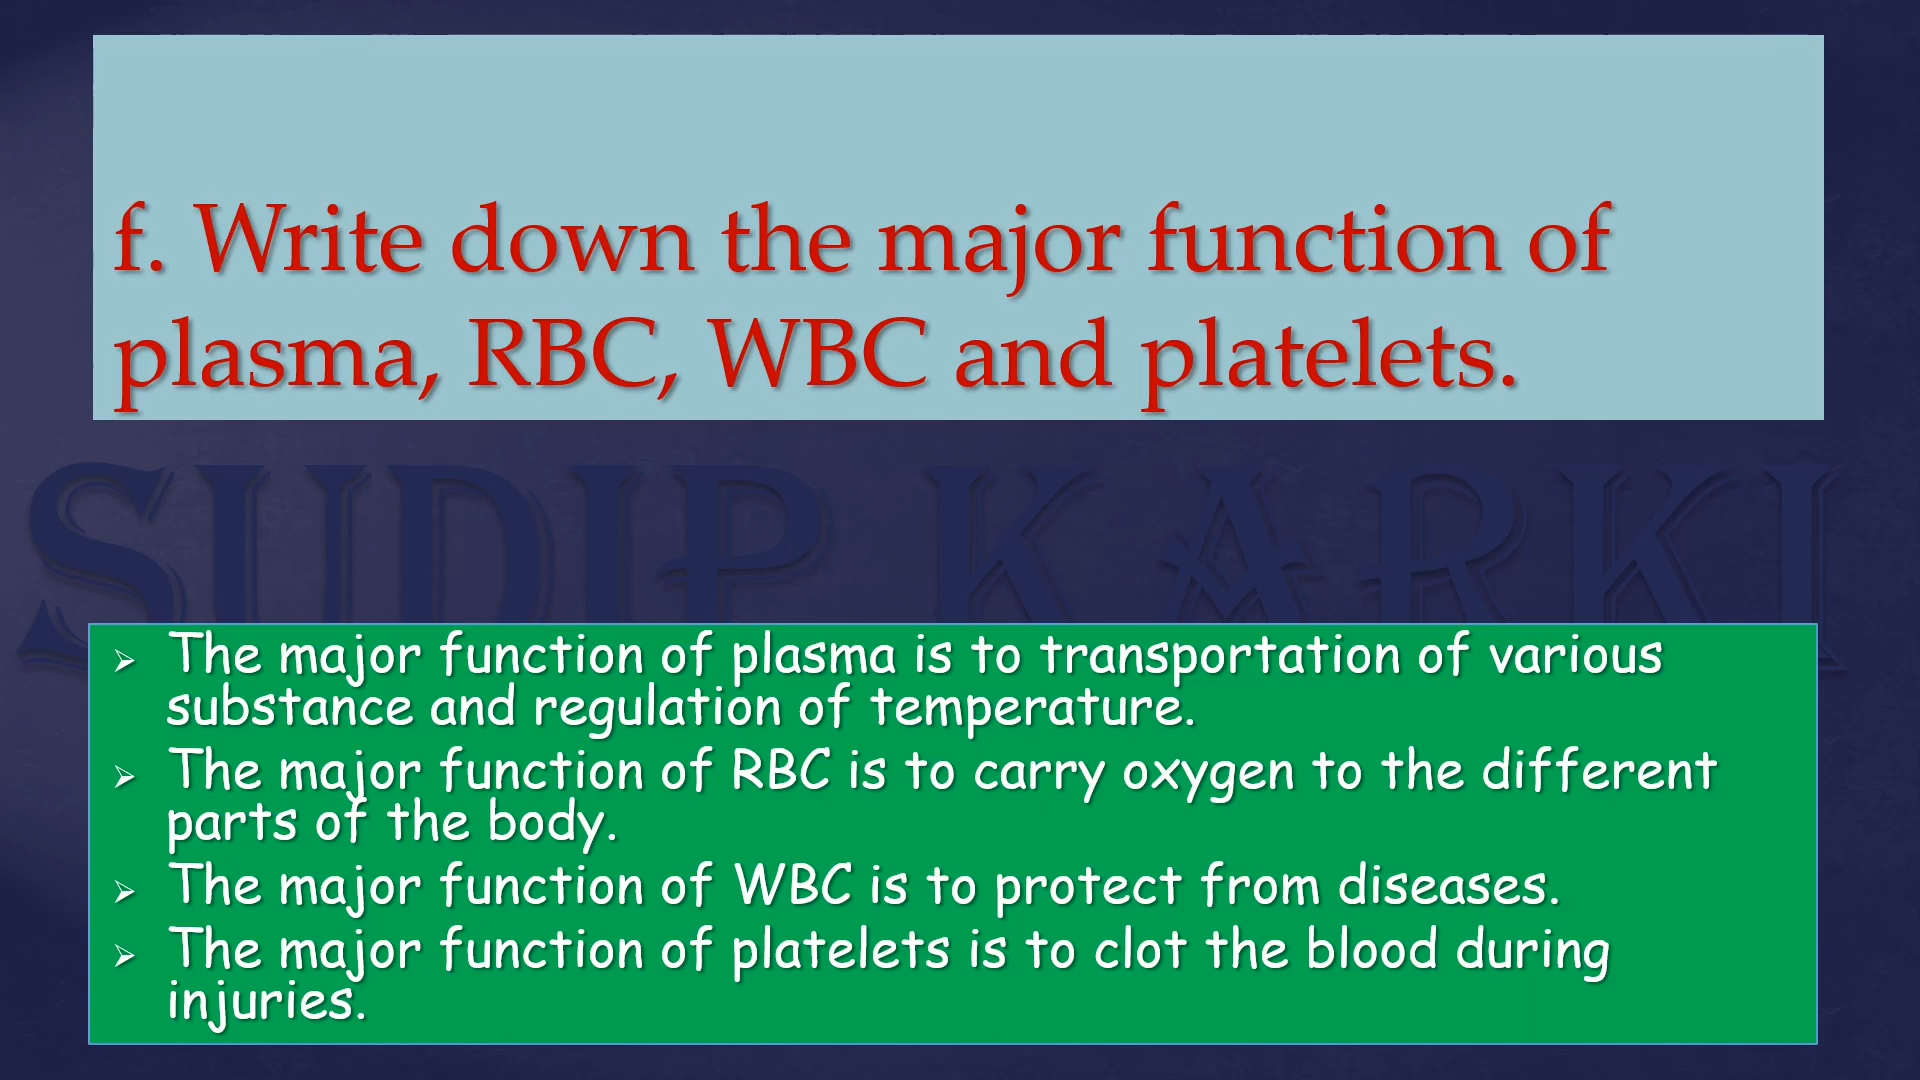 f. Write down the major function of
plasma, RBC, WBC and platelets.
SUDIP KARKI
➢ The major function of plasma is to transportation of various
substance and regulation of temperature.
➢ The major function of RBC is to carry oxygen to the different
parts of the body.
➢ The major function of WBC is to protect from diseases.
➢ The major function of platelets is to clot the blood during
injuries.